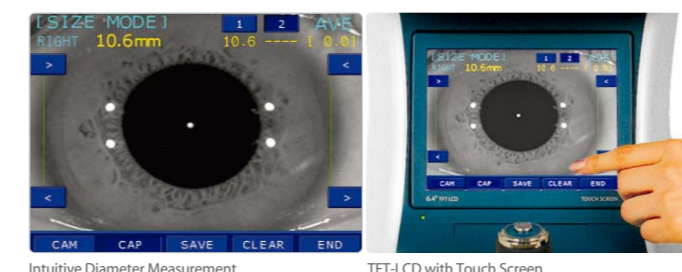 [SIZE MODE] 1 2 AVE
RIGHT 10.6mm 10.6 ---- [ 0.0]
> <
< >
CAM CAP SAVE CLEAR END
Intuitive Diameter Measurement
[SIZE MODE] 1 2 AVE
RIGHT 10.6mm 10.6 ---- [ 0.0]
> <
<
CAM CAP SAVE CLEAR END
6.4" TFT LCD TOUCH SCREEN
TFT-LCD with Touch Screen